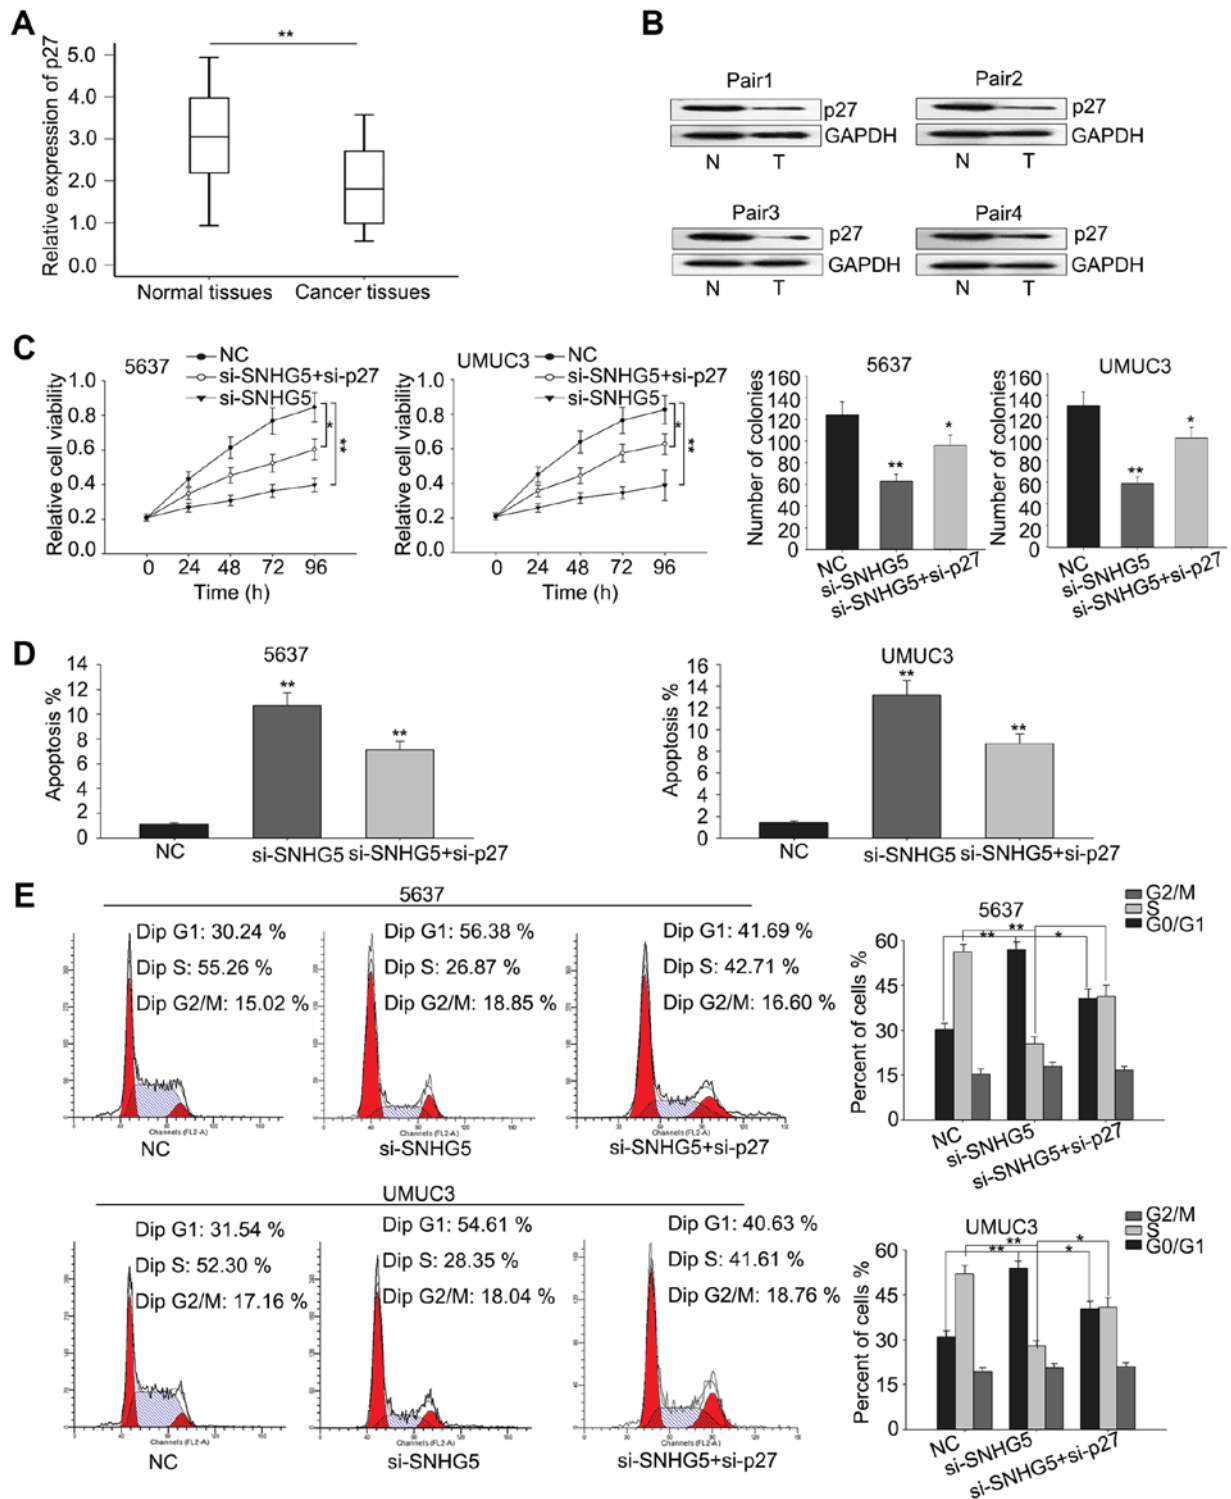 A
Relative expression of p27
5.0
4.0
3.0
2.0
1.0
0.0
**
Normal tissues
Cancer tissues
B
Pair1
p27
GAPDH
N
T
Pair2
p27
GAPDH
N
T
Pair3
p27
GAPDH
N
T
Pair4
p27
GAPDH
N
T
C
5637
NC
si-SNHG5+si-p27
si-SNHG5
Relative cell viability
1.0
0.8
0.6
0.4
0.2
0.0
*
**
0 24 48 72 96
Time (h)
UMUC3
NC
si-SNHG5+si-p27
si-SNHG5
Relative cell viability
1.0
0.8
0.6
0.4
0.2
0.0
*
**
0 24 48 72 96
Time (h)
5637
Number of colonies
160
140
120
100
80
60
40
20
0
**
*
NC
si-SNHG5
si-SNHG5+si-p27
UMUC3
Number of colonies
160
140
120
100
80
60
40
20
0
**
*
NC
si-SNHG5
si-SNHG5+si-p27
D
5637
Apoptosis %
14
12
10
8
6
4
2
0
**
**
NC
si-SNHG5
si-SNHG5+si-p27
UMUC3
Apoptosis %
16
14
12
10
8
6
4
2
0
**
**
NC
si-SNHG5
si-SNHG5+si-p27
E
5637
Dip G1: 30.24 %
Dip S: 55.26 %
Dip G2/M: 15.02 %
Channels (FL2-A)
NC
Dip G1: 56.38 %
Dip S: 26.87 %
Dip G2/M: 18.85 %
Channels (FL2-A)
si-SNHG5
Dip G1: 41.69 %
Dip S: 42.71 %
Dip G2/M: 16.60 %
Channels (FL2-A)
si-SNHG5+si-p27
5637
G2/M
S
G0/G1
Percent of cells %
60
45
30
15
0
**
**
*
NC
si-SNHG5
si-SNHG5+si-p27
UMUC3
Dip G1: 31.54 %
Dip S: 52.30 %
Dip G2/M: 17.16 %
Channels (FL2-A)
NC
Dip G1: 54.61 %
Dip S: 28.35 %
Dip G2/M: 18.04 %
Channels (FL2-A)
si-SNHG5
Dip G1: 40.63 %
Dip S: 41.61 %
Dip G2/M: 18.76 %
Channels (FL2-A)
si-SNHG5+si-p27
UMUC3
G2/M
S
G0/G1
Percent of cells %
60
45
30
15
0
**
*
**
*
NC
si-SNHG5
si-SNHG5+si-p27